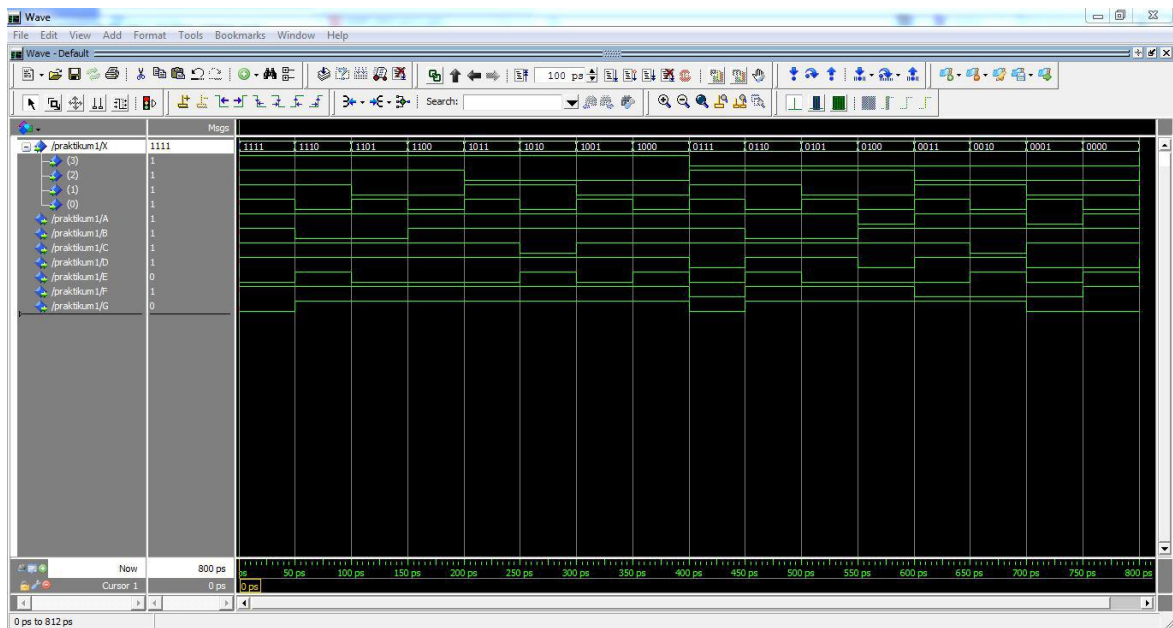 Wave
File Edit View Add Format Tools Bookmarks Window Help
Wave - Default
100 ps
Search:
Msgs
/praktikum1/X 1111 1111 1110 1101 1100 1011 1010 1001 1000 0111 0110 0101 0100 0011 0010 0001 0000
(3) 1
(2) 1
(1) 1
(0) 1
/praktikum1/A 1
/praktikum1/B 1
/praktikum1/C 1
/praktikum1/D 1
/praktikum1/E 0
/praktikum1/F 1
/praktikum1/G 0
Now 800 ps ps 50 ps 100 ps 150 ps 200 ps 250 ps 300 ps 350 ps 400 ps 450 ps 500 ps 550 ps 600 ps 650 ps 700 ps 750 ps 800 ps
Cursor 1 0 ps 0 ps
0 ps to 812 ps